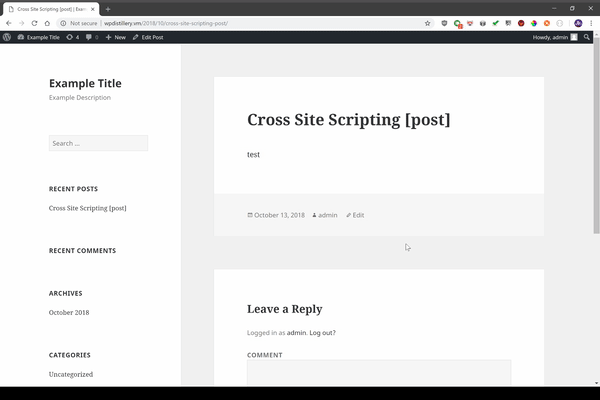 Cross Site Scripting [post] | Exam
Not secure | wpdistillery.vm/2018/10/cross-site-scripting-post/
Example Title 4 0 New Edit Post Howdy, admin
Example Title
Example Description
Search …
RECENT POSTS
Cross Site Scripting [post]
RECENT COMMENTS
ARCHIVES
October 2018
CATEGORIES
Uncategorized
Cross Site Scripting [post]
test
October 13, 2018 admin Edit
Leave a Reply
Logged in as admin. Log out?
COMMENT